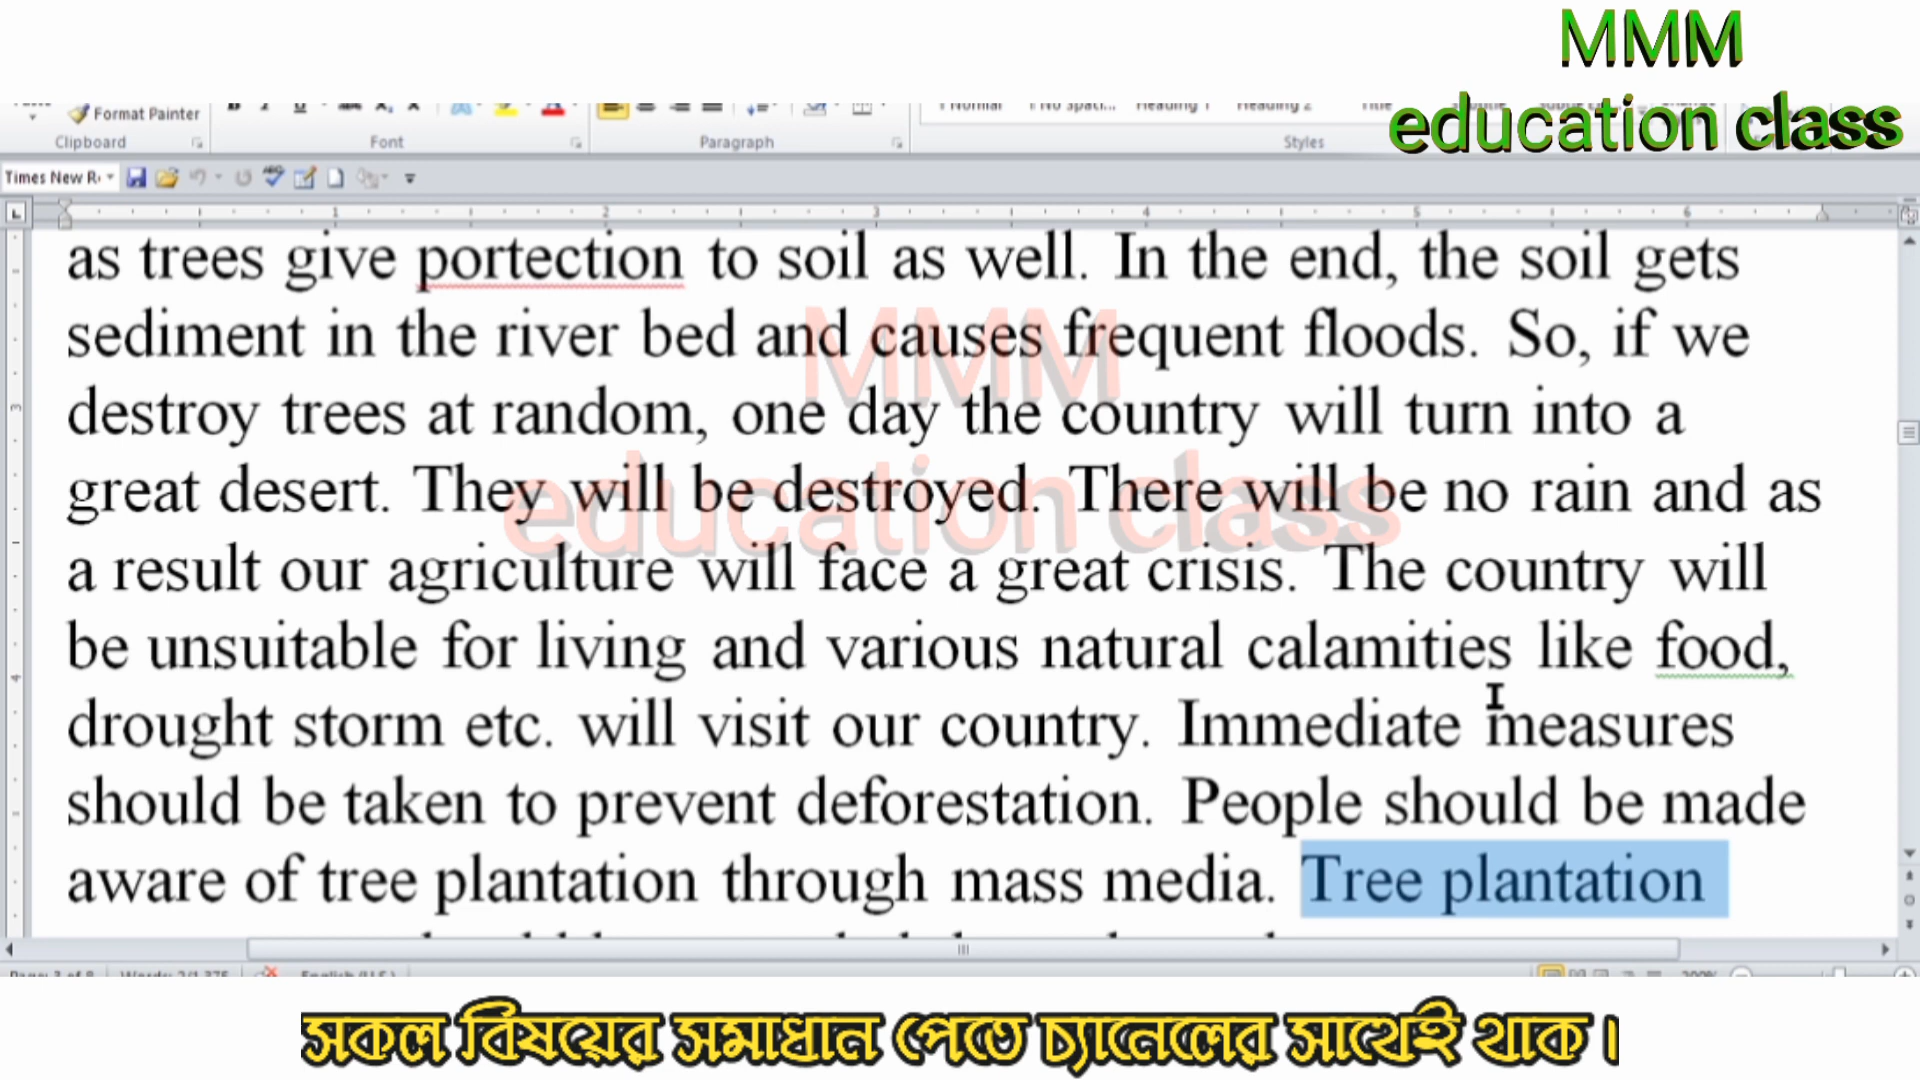 MMM
education class
Format Painter
Clipboard Font Paragraph Styles
Times New R
as trees give portection to soil as well. In the end, the soil gets
sediment in the river bed and causes frequent floods. So, if we
destroy trees at random, one day the country will turn into a
great desert. They will be destroyed. There will be no rain and as
a result our agriculture will face a great crisis. The country will
be unsuitable for living and various natural calamities like food,
drought storm etc. will visit our country. Immediate measures
should be taken to prevent deforestation. People should be made
aware of tree plantation through mass media. Tree plantation
MMM
education class
সকল বিষয়ের সমাধান পেতে চ্যানেলের সাথেই থাক।